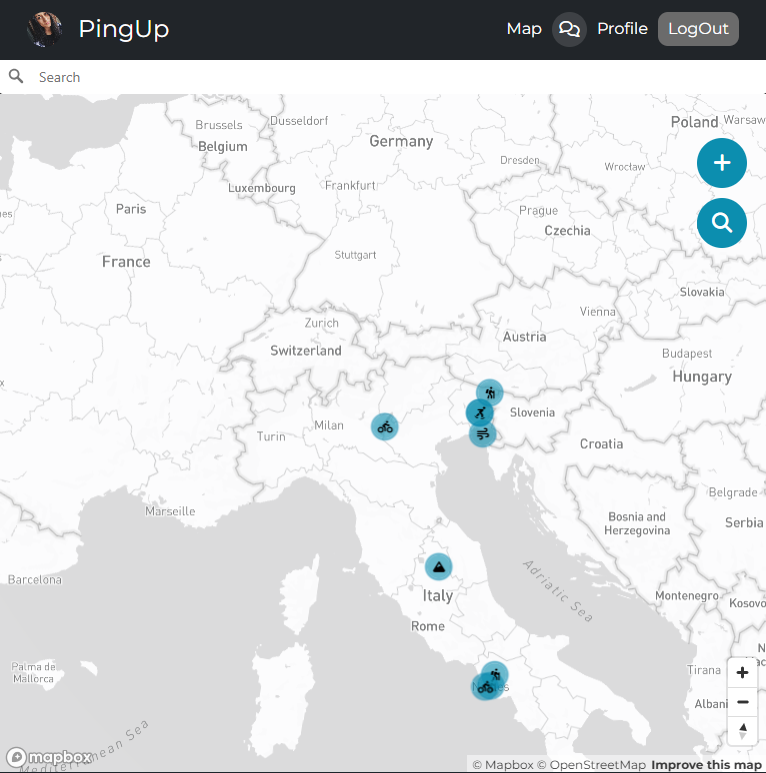 PingUp
Map
Profile
LogOut
Search
Brussels
Dusseldorf
Belgium
Germany
Poland
Warsaw
Dresden
Wrocław
Luxembourg
Frankfurt
Paris
Prague
Czechia
France
Stuttgart
Slovakia
Vienna
Zurich
Austria
Switzerland
Budapest
Hungary
Slovenia
Milan
Turin
Croatia
Belgrade
Marseille
Bosnia and
Herzegovina
Serbia
Barcelona
Adriatic Sea
Italy
Montenegro
Kosovo
Rome
Palma de
Mallorca
Tirana
Albani
Mediterranean Sea
mapbox
© Mapbox © OpenStreetMap Improve this map